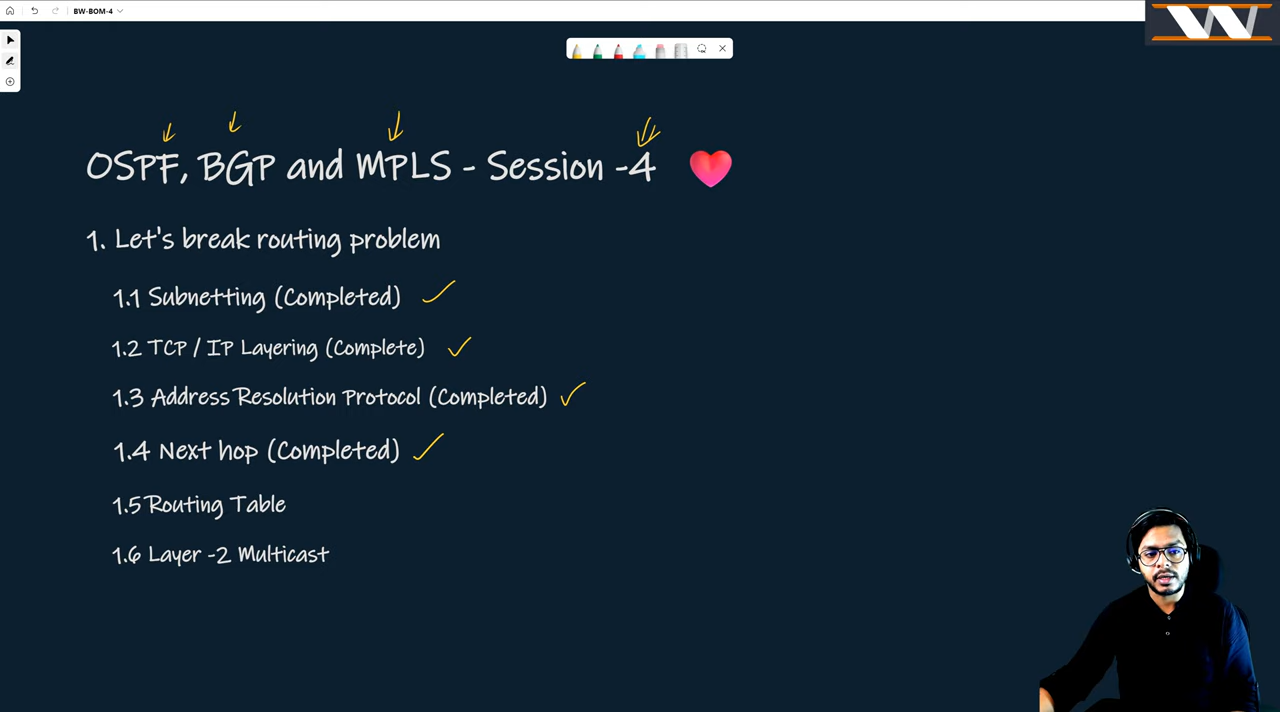 BW-BOM-4
OSPF, BGP and MPLS - Session -4
1. Let's break routing problem
1.1 Subnetting (Completed)
1.2 TCP / IP Layering (Complete)
1.3 Address Resolution Protocol (Completed)
1.4 Next hop (Completed)
1.5 Routing Table
1.6 Layer -2 Multicast